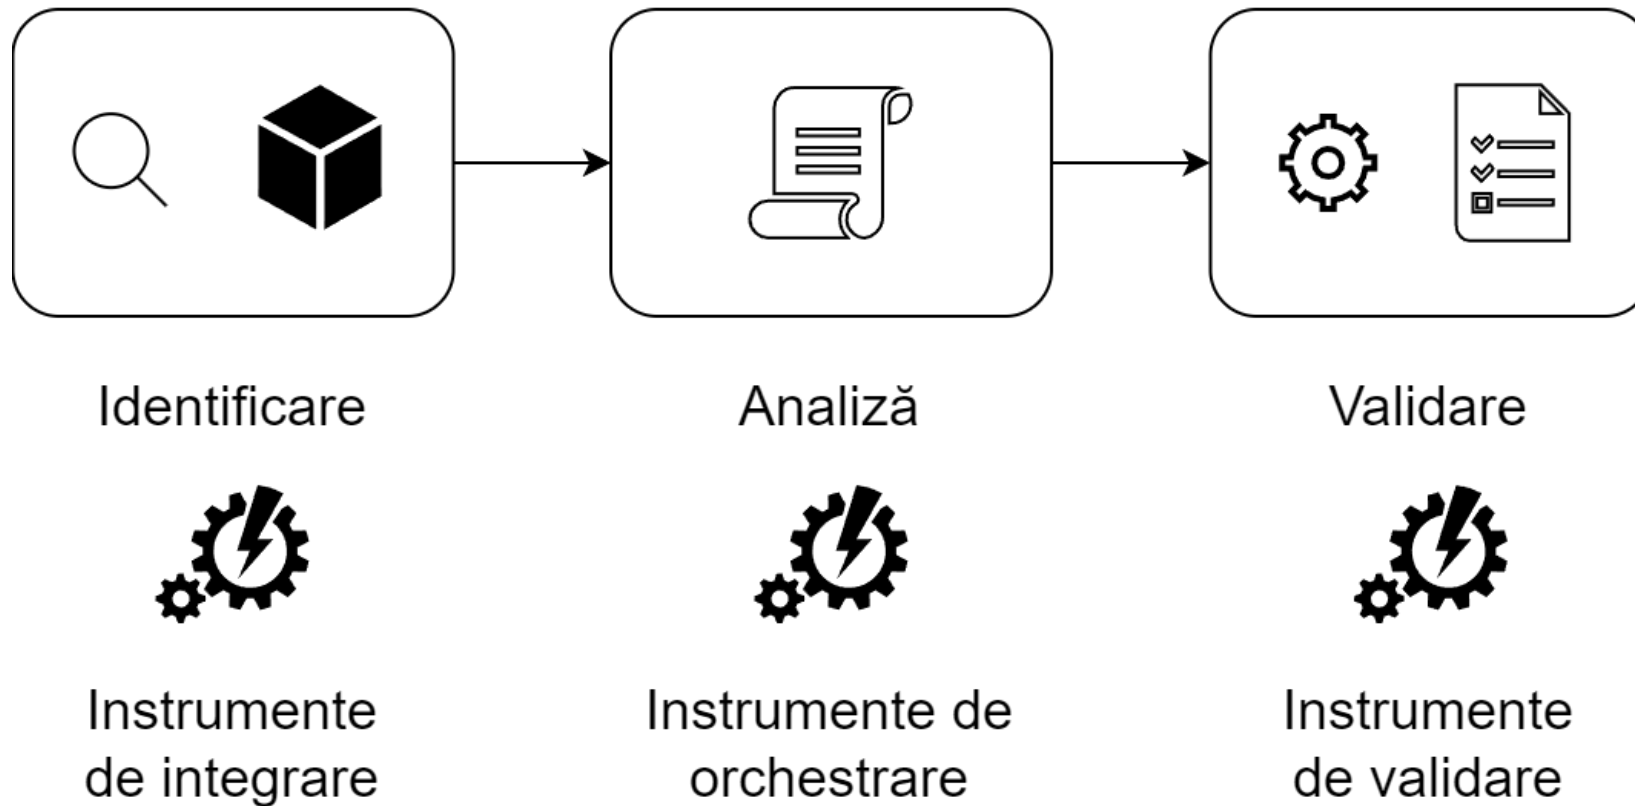 Identificare
Analiză
Validare
Instrumente
de integrare
Instrumente de
orchestrare
Instrumente
de validare